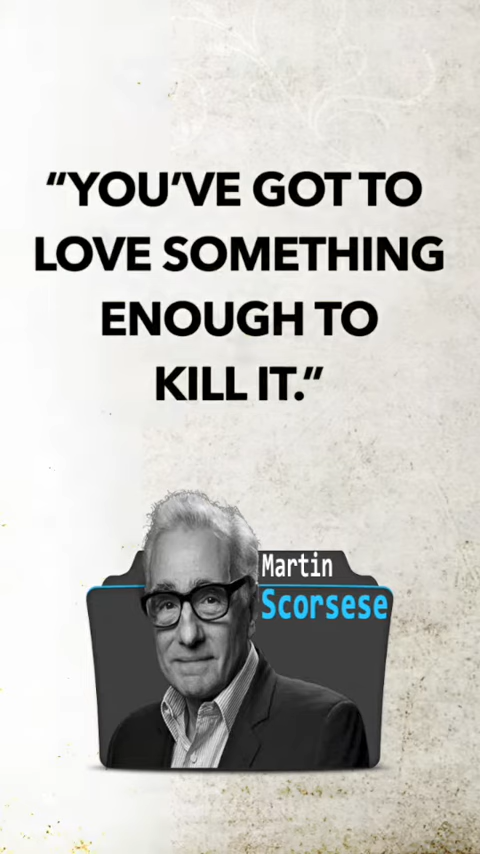 “YOU’VE GOT TO
LOVE SOMETHING
ENOUGH TO
KILL IT.”
Martin
Scorsese